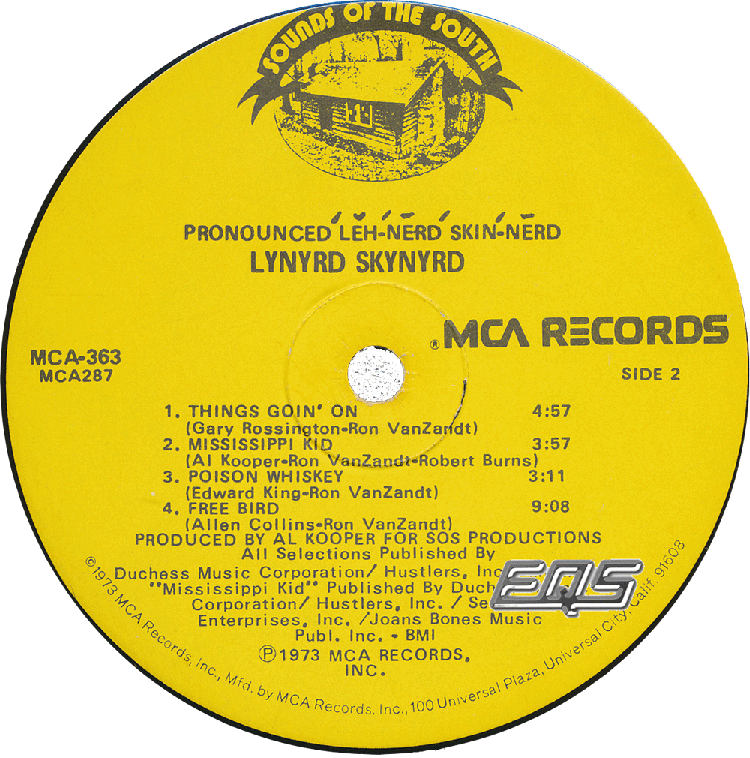 SOUNDS OF THE SOUTH
PRONOUNCED 'LĔH-'NĒRD 'SKIN-'NĒRD
LYNYRD SKYNYRD
® MCA RECORDS
MCA-363
MCA287
SIDE 2
1. THINGS GOIN' ON 4:57
(Gary Rossington-Ron VanZandt)
2. MISSISSIPPI KID 3:57
(Al Kooper-Ron VanZandt-Robert Burns)
3. POISON WHISKEY 3:11
(Edward King-Ron VanZandt)
4. FREE BIRD 9:08
(Allen Collins-Ron VanZandt)
PRODUCED BY AL KOOPER FOR SOS PRODUCTIONS
All Selections Published By
Duchess Music Corporation/ Hustlers, Inc
""Mississippi Kid"" Published By Duch
Corporation/ Hustlers, Inc. / Se
Enterprises, Inc. /Joans Bones Music
Publ. Inc. - BMI
Ⓟ1973 MCA RECORDS,
INC.
EQS
©1973 MCA Records, Inc., Mfd. by MCA Records, Inc., 100 Universal Plaza, Universal City, Calif. 91608